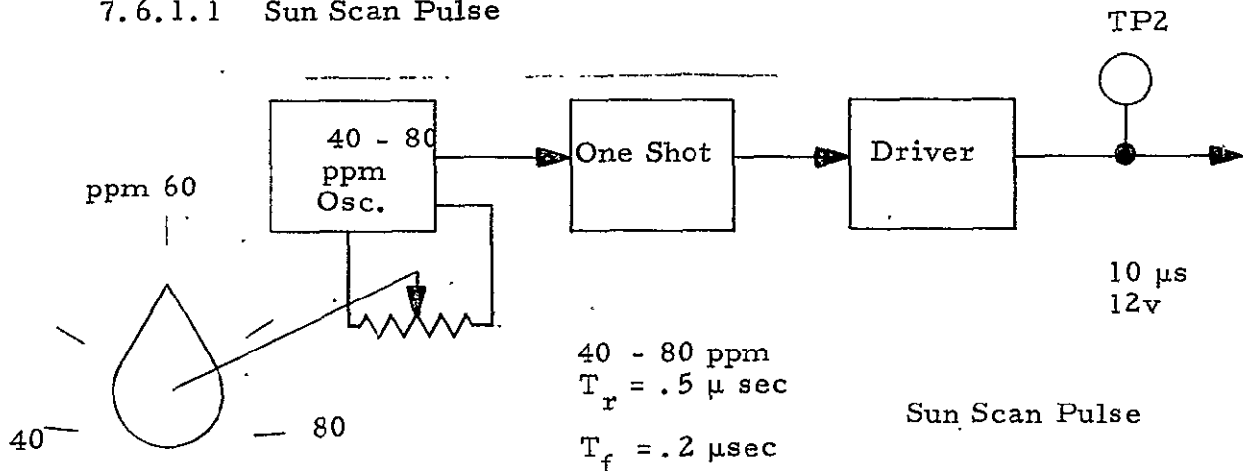 7.6.1.1 Sun Scan Pulse
TP2
40 - 80
ppm
Osc.
One Shot
Driver
ppm 60
40
80
10 μs
12v
40 - 80 ppm
T_r = .5 μ sec
T_f = .2 μsec
Sun Scan Pulse